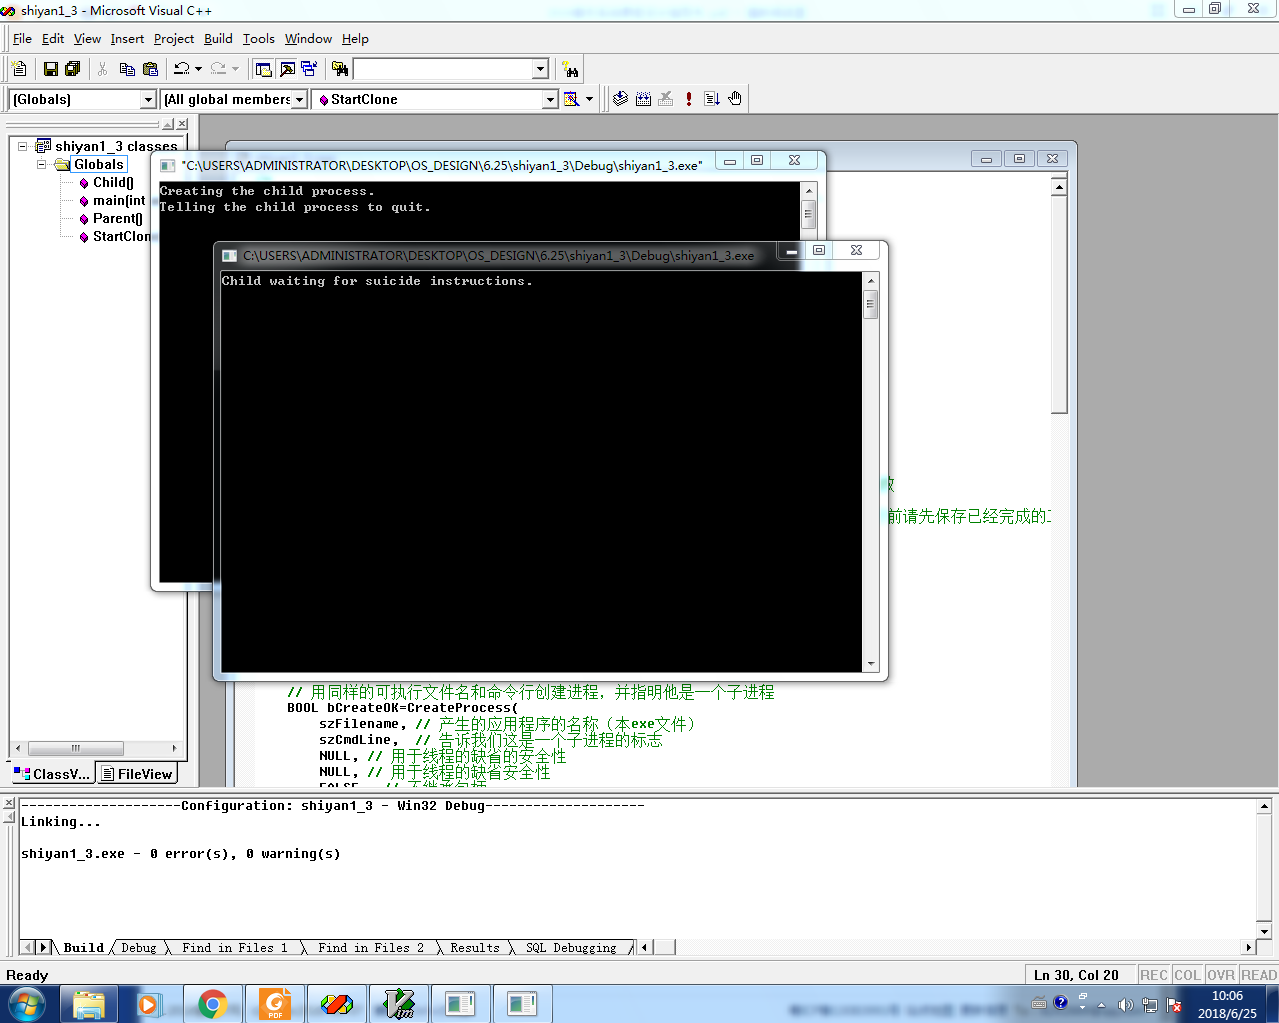 shiyan1_3 - Microsoft Visual C++
File Edit View Insert Project Build Tools Window Help
(Globals) (All global members StartClone
shiyan1_3 classes
Globals
Child()
main(int
Parent()
StartClon
"C:\USERS\ADMINISTRATOR\DESKTOP\OS_DESIGN\6.25\shiyan1_3\Debug\shiyan1_3.exe"
Creating the child process.
Telling the child process to quit.
C:\USERS\ADMINISTRATOR\DESKTOP\OS_DESIGN\6.25\shiyan1_3\Debug\shiyan1_3.exe
Child waiting for suicide instructions.
前请先保存已经完成的
// 用同样的可执行文件名和命令行创建进程，并指明他是一个子进程
BOOL bCreateOK=CreateProcess(
szFilename, // 产生的应用程序的名称（本exe文件）
szCmdLine, // 告诉我们这是一个子进程的标志
NULL, // 用于线程的缺省的安全性
NULL, // 用于线程的缺省安全性
ClassV... FileView
--------------------Configuration: shiyan1_3 - Win32 Debug--------------------
Linking...
shiyan1_3.exe - 0 error(s), 0 warning(s)
Build Debug Find in Files 1 Find in Files 2 Results SQL Debugging
Ready
Ln 30, Col 20 REC COL OVR READ
PDF
Vim
10:06
2018/6/25